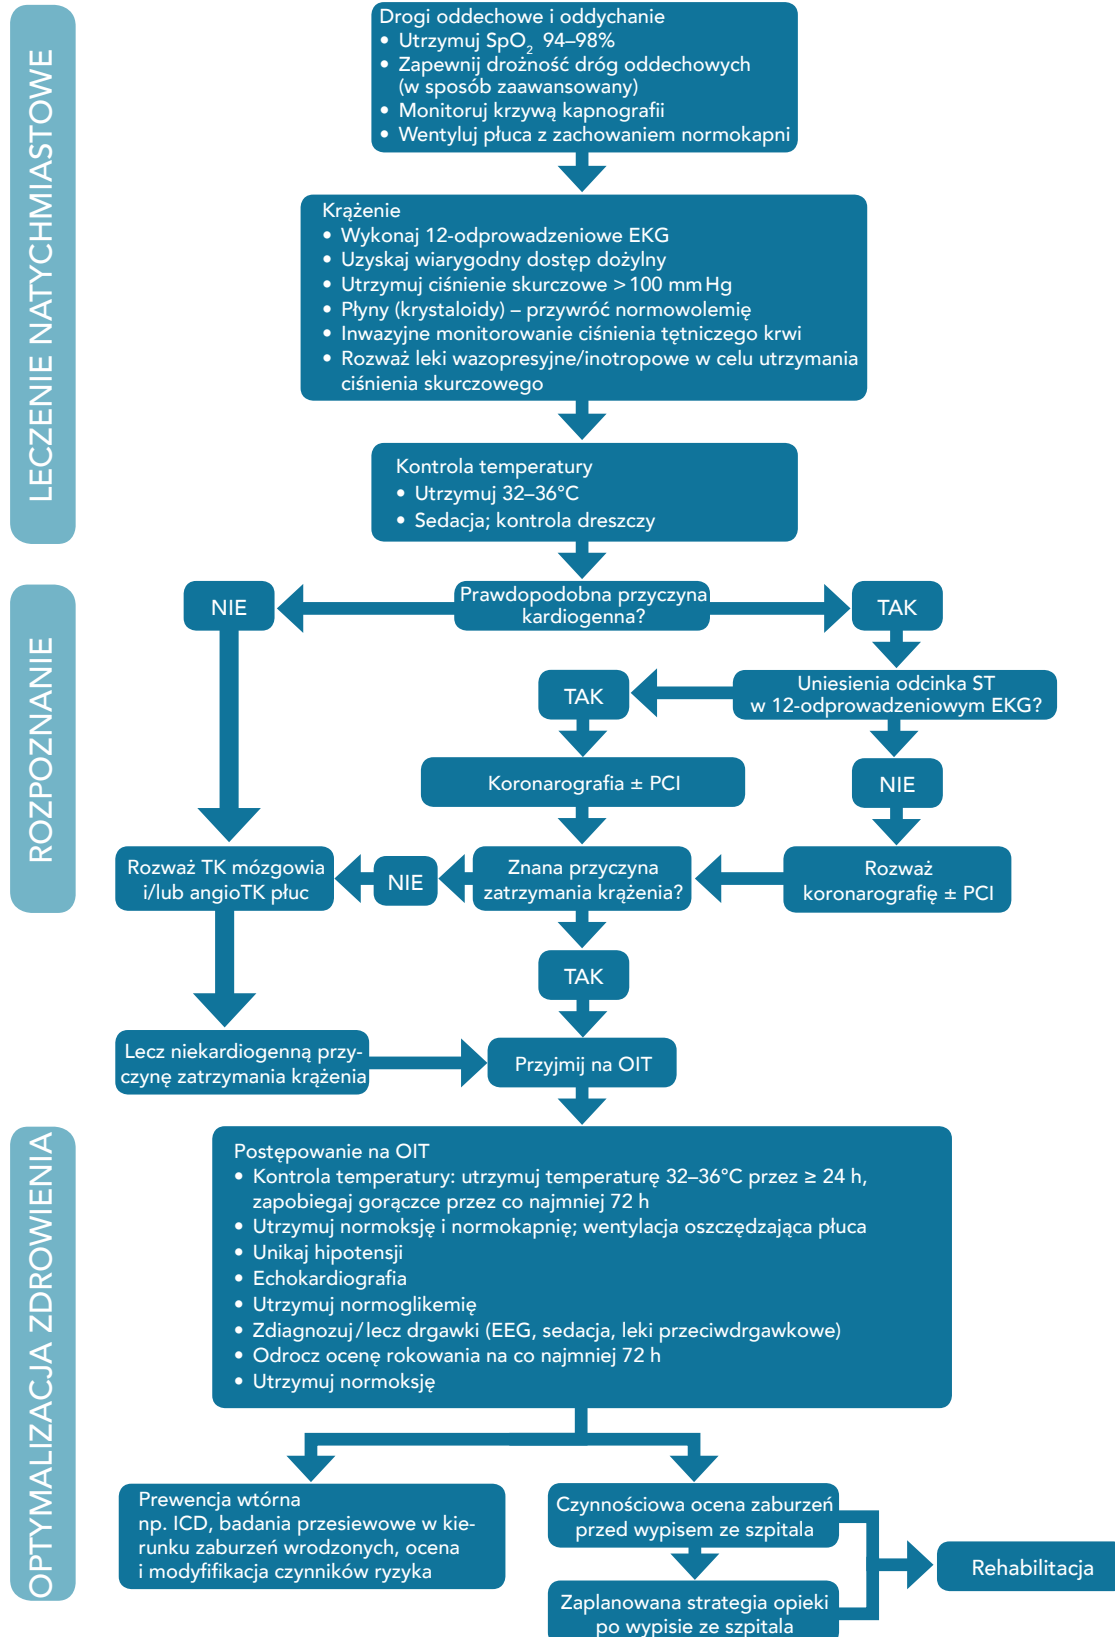 LECZENIE NATYCHMIASTOWE
Drogi oddechowe i oddychanie
• Utrzymuj SpO2 94–98%
• Zapewnij drożność dróg oddechowych
(w sposób zaawansowany)
• Monitoruj krzywą kapnografii
• Wentyluj płuca z zachowaniem normokapni
Krążenie
• Wykonaj 12-odprowadzeniowe EKG
• Uzyskaj wiarygodny dostęp dożylny
• Utrzymuj ciśnienie skurczowe > 100 mm Hg
• Płyny (krystaloidy) – przywróć normowolemię
• Inwazyjne monitorowanie ciśnienia tętniczego krwi
• Rozważ leki wazopresyjne/inotropowe w celu utrzymania
ciśnienia skurczowego
Kontrola temperatury
• Utrzymuj 32–36°C
• Sedacja; kontrola dreszczy
ROZPOZNANIE
NIE
Prawdopodobna przyczyna
kardiogenna?
TAK
TAK
Uniesienia odcinka ST
w 12-odprowadzeniowym EKG?
Koronarografia ± PCI
NIE
Rozważ TK mózgowia
i/lub angioTK płuc
NIE
Znana przyczyna
zatrzymania krążenia?
Rozważ
koronarografię ± PCI
TAK
Lecz niekardiogenną przy-
czynę zatrzymania krążenia
Przyjmij na OIT
OPTYMALIZACJA ZDROWIENIA
Postępowanie na OIT
• Kontrola temperatury: utrzymuj temperaturę 32–36°C przez ≥ 24 h,
zapobiegaj gorączce przez co najmniej 72 h
• Utrzymuj normoksję i normokapnię; wentylacja oszczędzająca płuca
• Unikaj hipotensji
• Echokardiografia
• Utrzymuj normoglikemię
• Zdiagnozuj/lecz drgawki (EEG, sedacja, leki przeciwdrgawkowe)
• Odrocz ocenę rokowania na co najmniej 72 h
• Utrzymuj normoksję
Prewencja wtórna
np. ICD, badania przesiewowe w kie-
runku zaburzeń wrodzonych, ocena
i modyfifikacja czynników ryzyka
Czynnościowa ocena zaburzeń
przed wypisem ze szpitala
Zaplanowana strategia opieki
po wypisie ze szpitala
Rehabilitacja